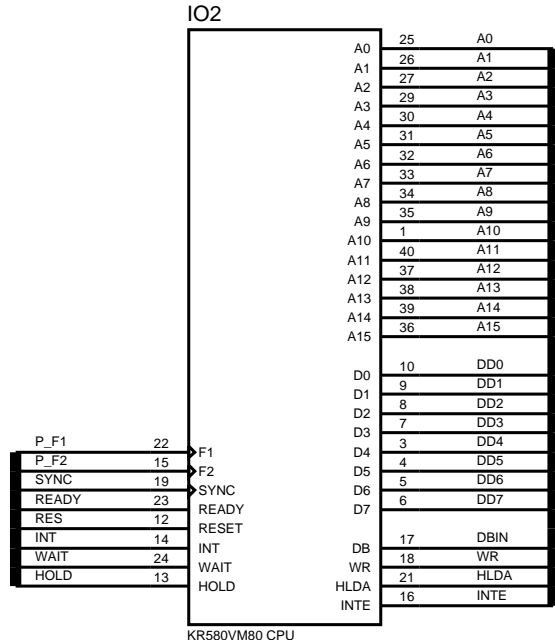 IO2
A0 25 A0
A1 26 A1
A2 27 A2
A3 29 A3
A4 30 A4
A5 31 A5
A6 32 A6
A7 33 A7
A8 34 A8
A9 35 A9
A10 1 A10
A11 40 A11
A12 37 A12
A13 38 A13
A14 39 A14
A15 36 A15
D0 10 DD0
D1 9 DD1
D2 8 DD2
D3 7 DD3
P_F1 22 F1 D4 3 DD4
P_F2 15 F2 D5 4 DD5
SYNC 19 SYNC D6 5 DD6
READY 23 READY D7 6 DD7
RES 12 RESET
INT 14 INT DB 17 DBIN
WAIT 24 WAIT WR 18 WR
HOLD 13 HOLD HLDA 21 HLDA
INTE 16 INTE
KR580VM80 CPU